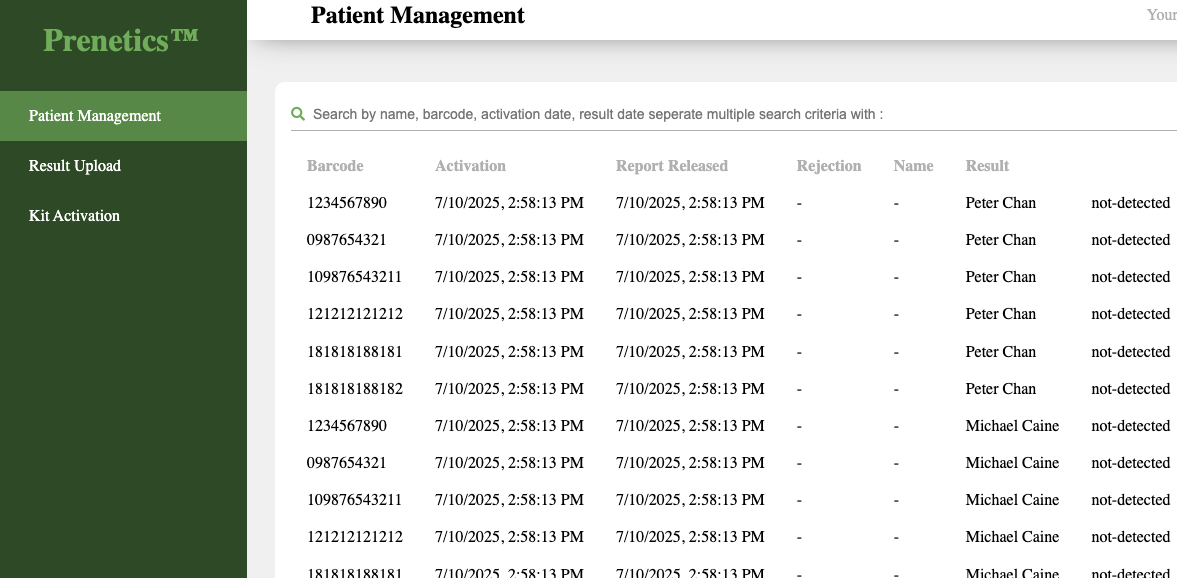 Prenetics™
Patient Management
Result Upload
Kit Activation
Patient Management
Your
Search by name, barcode, activation date, result date seperate multiple search criteria with :
Barcode Activation Report Released Rejection Name Result
1234567890 7/10/2025, 2:58:13 PM 7/10/2025, 2:58:13 PM - - Peter Chan not-detected
0987654321 7/10/2025, 2:58:13 PM 7/10/2025, 2:58:13 PM - - Peter Chan not-detected
109876543211 7/10/2025, 2:58:13 PM 7/10/2025, 2:58:13 PM - - Peter Chan not-detected
121212121212 7/10/2025, 2:58:13 PM 7/10/2025, 2:58:13 PM - - Peter Chan not-detected
181818188181 7/10/2025, 2:58:13 PM 7/10/2025, 2:58:13 PM - - Peter Chan not-detected
181818188182 7/10/2025, 2:58:13 PM 7/10/2025, 2:58:13 PM - - Peter Chan not-detected
1234567890 7/10/2025, 2:58:13 PM 7/10/2025, 2:58:13 PM - - Michael Caine not-detected
0987654321 7/10/2025, 2:58:13 PM 7/10/2025, 2:58:13 PM - - Michael Caine not-detected
109876543211 7/10/2025, 2:58:13 PM 7/10/2025, 2:58:13 PM - - Michael Caine not-detected
121212121212 7/10/2025, 2:58:13 PM 7/10/2025, 2:58:13 PM - - Michael Caine not-detected
181818188181 7/10/2025, 2:58:13 PM 7/10/2025, 2:58:13 PM - - Michael Caine not-detected